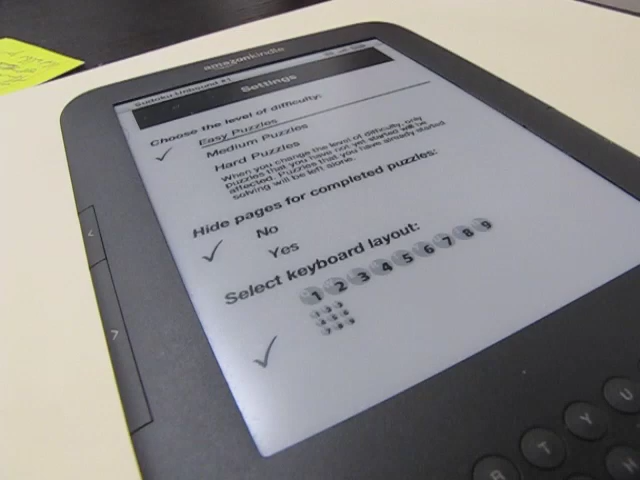 amazonkindle
Sudoku Unbound #1
Settings
Choose the level of difficulty:
Easy Puzzles
Medium Puzzles
Hard Puzzles
When you change the level of difficulty, only
puzzles that you have not yet started will be
affected. Puzzles that you have already started
solving will be left alone.
Hide pages for completed puzzles:
No
Yes
Select keyboard layout:
1 2 3 4 5 6 7 8 9
R T Y U